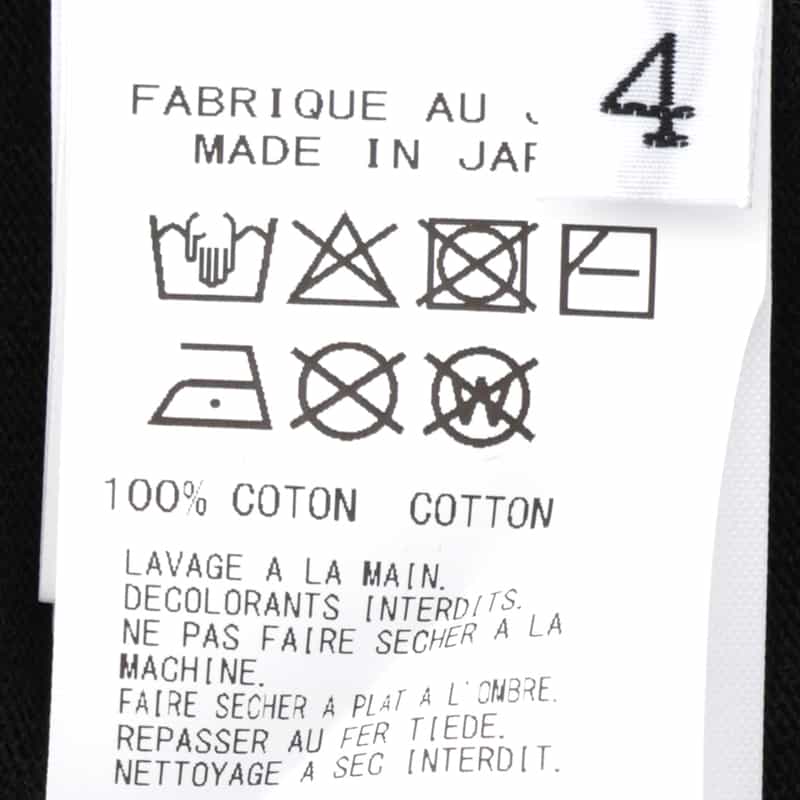 4
FABRIQUE AU
MADE IN
W
100% COTON COTTON
LAVAGE A LA MAIN.
DECOLORANTS INTERDITS.
NE PAS FAIRE SECHER A LA
MACHINE.
FAIRE SECHER A PLAT A L'OMBRE.
REPASSER AU FER TIEDE.
NETTOYAGE A SEC INTERDIT.